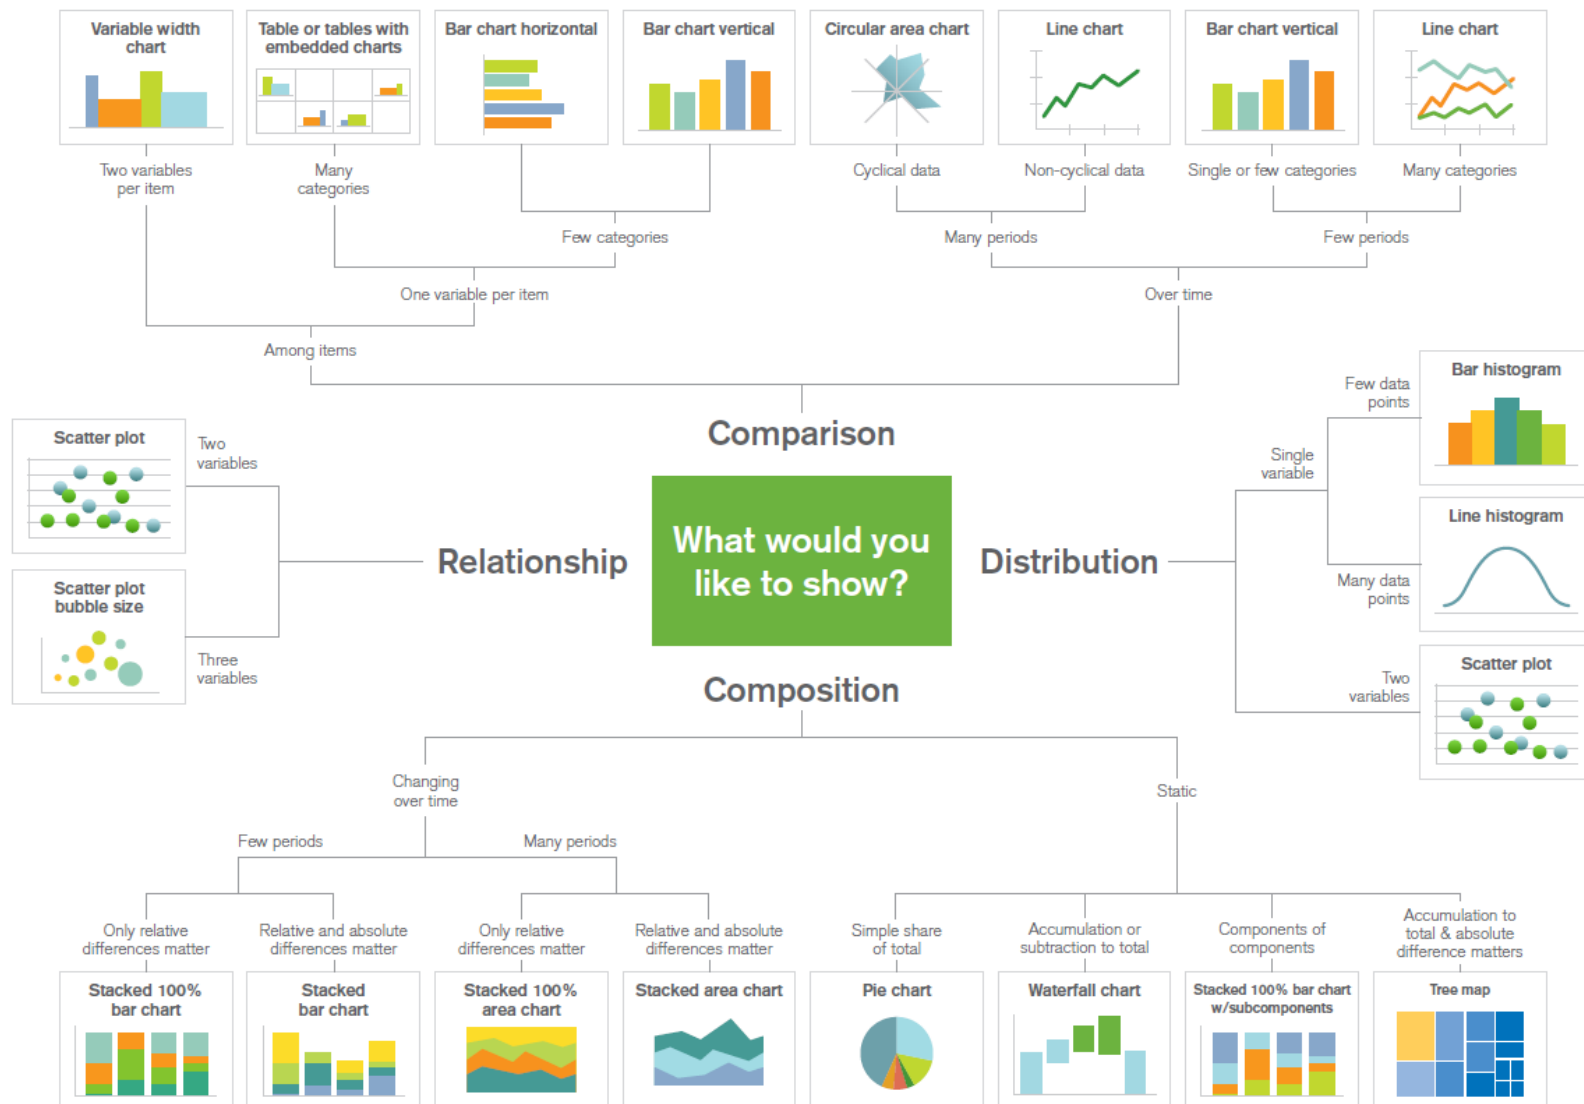 Variable width
chart
Table or tables with
embedded charts
Bar chart horizontal
Bar chart vertical
Circular area chart
Line chart
Bar chart vertical
Line chart
Two variables
per item
Many
categories
Cyclical data
Non-cyclical data
Single or few categories
Many categories
Few categories
Many periods
Few periods
One variable per item
Over time
Among items
Comparison
Scatter plot
Two
variables
Scatter plot
bubble size
Three
variables
Relationship
What would you
like to show?
Distribution
Single
variable
Few data
points
Bar histogram
Many data
points
Line histogram
Two
variables
Scatter plot
Composition
Changing
over time
Static
Few periods
Many periods
Only relative
differences matter
Relative and absolute
differences matter
Only relative
differences matter
Relative and absolute
differences matter
Simple share
of total
Accumulation or
subtraction to total
Components of
components
Accumulation to
total & absolute
difference matters
Stacked 100%
bar chart
Stacked
bar chart
Stacked 100%
area chart
Stacked area chart
Pie chart
Waterfall chart
Stacked 100% bar chart
w/subcomponents
Tree map